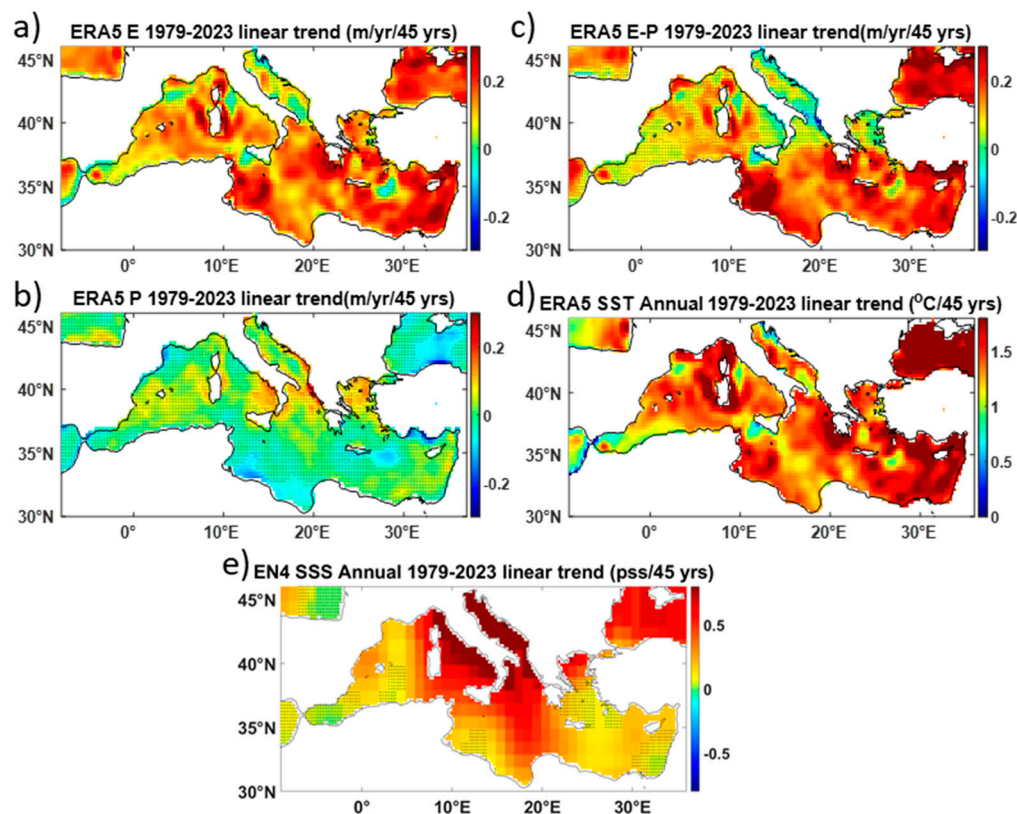 a)
ERA5 E 1979-2023 linear trend (m/yr/45 yrs)
45°N
40°N
35°N
30°N
0°
10°E
20°E
30°E
0.2
0
-0.2
c)
ERA5 E-P 1979-2023 linear trend(m/yr/45 yrs)
45°N
40°N
35°N
30°N
0°
10°E
20°E
30°E
0.2
0
-0.2
b)
ERA5 P 1979-2023 linear trend(m/yr/45 yrs)
45°N
40°N
35°N
30°N
0°
10°E
20°E
30°E
0.2
0
-0.2
d)
ERA5 SST Annual 1979-2023 linear trend (⁰C/45 yrs)
45°N
40°N
35°N
30°N
0°
10°E
20°E
30°E
1.5
1
0.5
0
e)
EN4 SSS Annual 1979-2023 linear trend (pss/45 yrs)
45°N
40°N
35°N
30°N
0°
10°E
20°E
30°E
0.5
0
-0.5